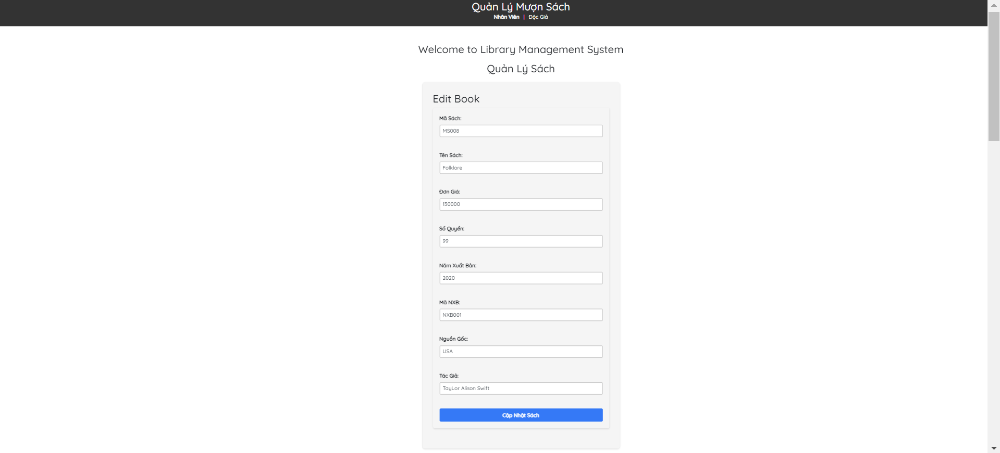 Quản Lý Mượn Sách
Nhân Viên | Độc Giả
Welcome to Library Management System
Quản Lý Sách
Edit Book
Mã Sách:
MS008
Tên Sách:
Folklore
Đơn Giá:
130000
Số Quyển:
99
Năm Xuất Bản:
2020
Mã NXB:
NXB001
Nguồn Gốc:
USA
Tác Giả:
TayLor Alison Swift
Cập Nhật Sách